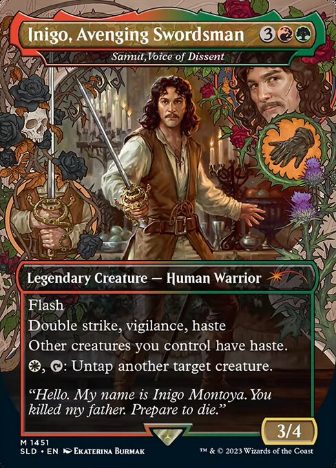 Inigo, Avenging Swordsman 3
Samut, Voice of Dissent
Legendary Creature — Human Warrior
Flash
Double strike, vigilance, haste
Other creatures you control have haste.
, : Untap another target creature.
“Hello. My name is Inigo Montoya. You
killed my father. Prepare to die.”
3/4
M 1451
SLD • EN Ekaterina Burmak
™ & © 2023 Wizards of the Coast